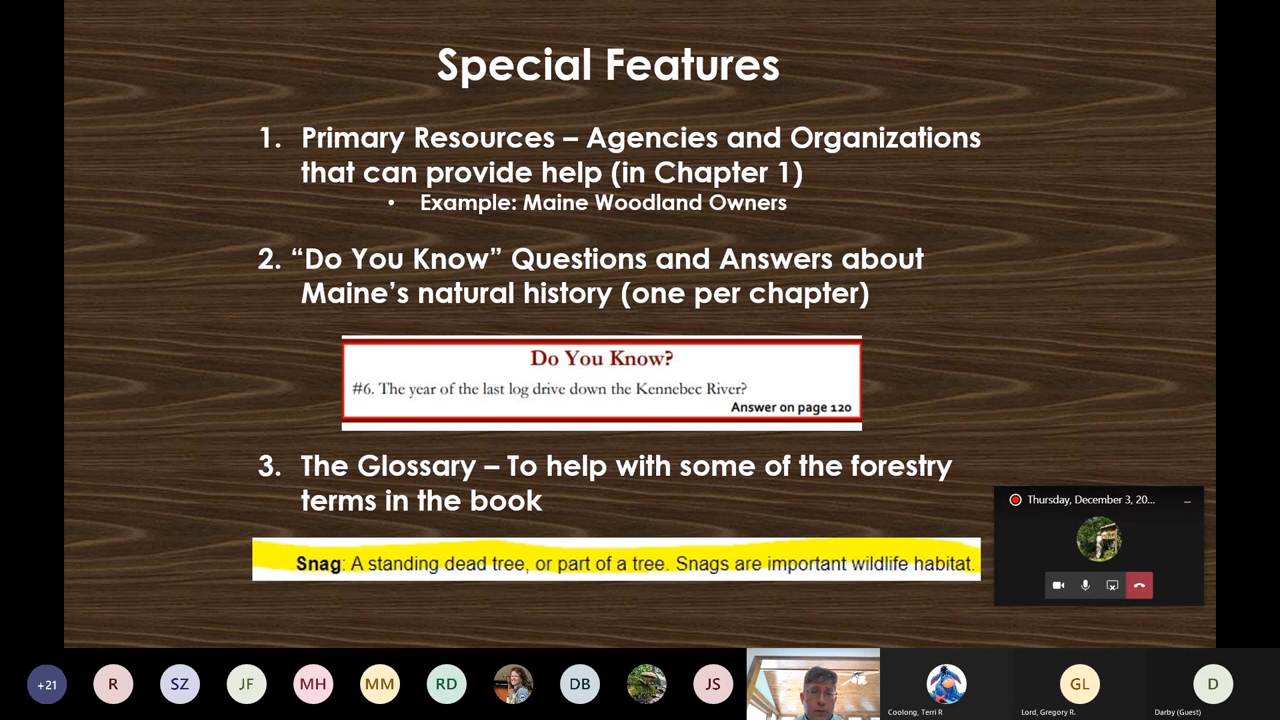 Special Features
1. Primary Resources – Agencies and Organizations
that can provide help (in Chapter 1)
• Example: Maine Woodland Owners
2. “Do You Know” Questions and Answers about
Maine’s natural history (one per chapter)
Do You Know?
#6. The year of the last log drive down the Kennebec River?
Answer on page 120
3. The Glossary – To help with some of the forestry
terms in the book
Snag: A standing dead tree, or part of a tree. Snags are important wildlife habitat.
Thursday, December 3, 20...
+21
R
SZ
JF
MH
MM
RD
DB
JS
GL
D
Coolong, Terri R
Lord, Gregory R.
Darby (Guest)